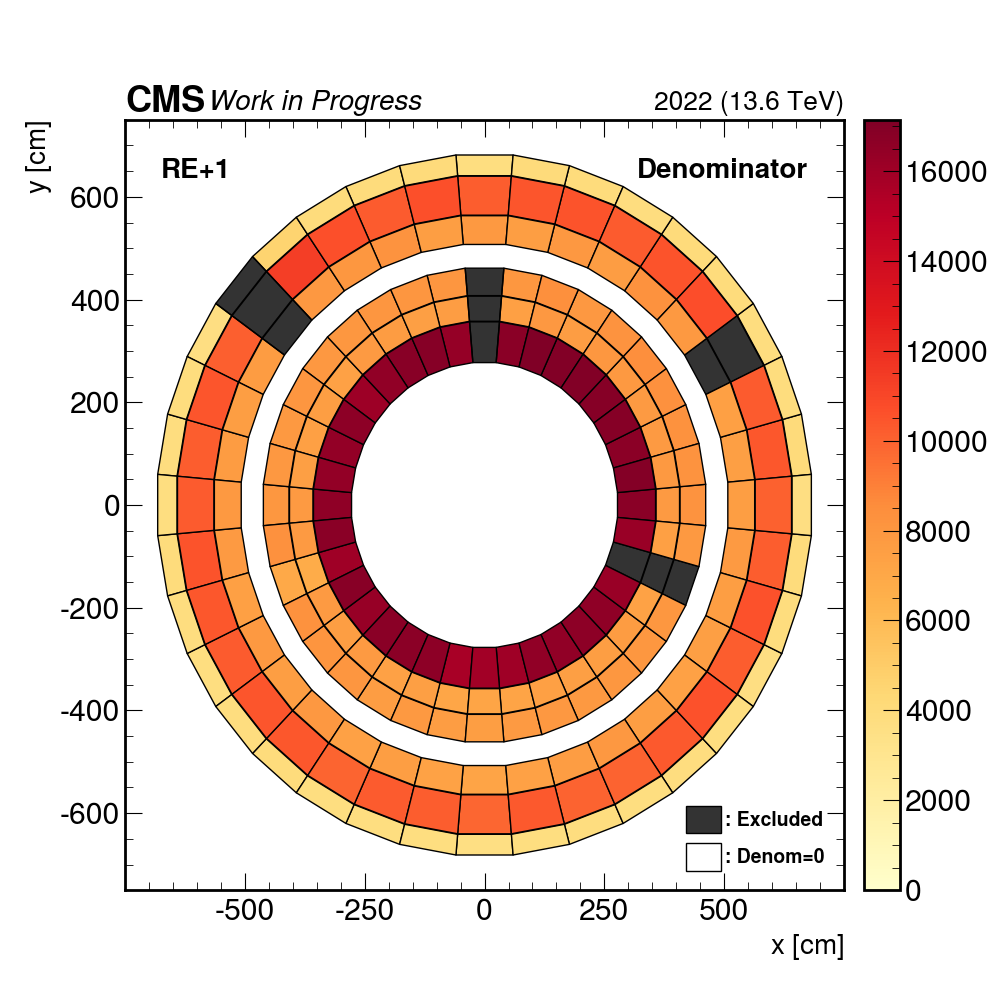 CMS Work in Progress 2022 (13.6 TeV)
y [cm]
RE+1 Denominator
600
400
200
0
-200
-400
-600
-500 -250 0 250 500
x [cm]
: Excluded
: Denom=0
16000
14000
12000
10000
8000
6000
4000
2000
0